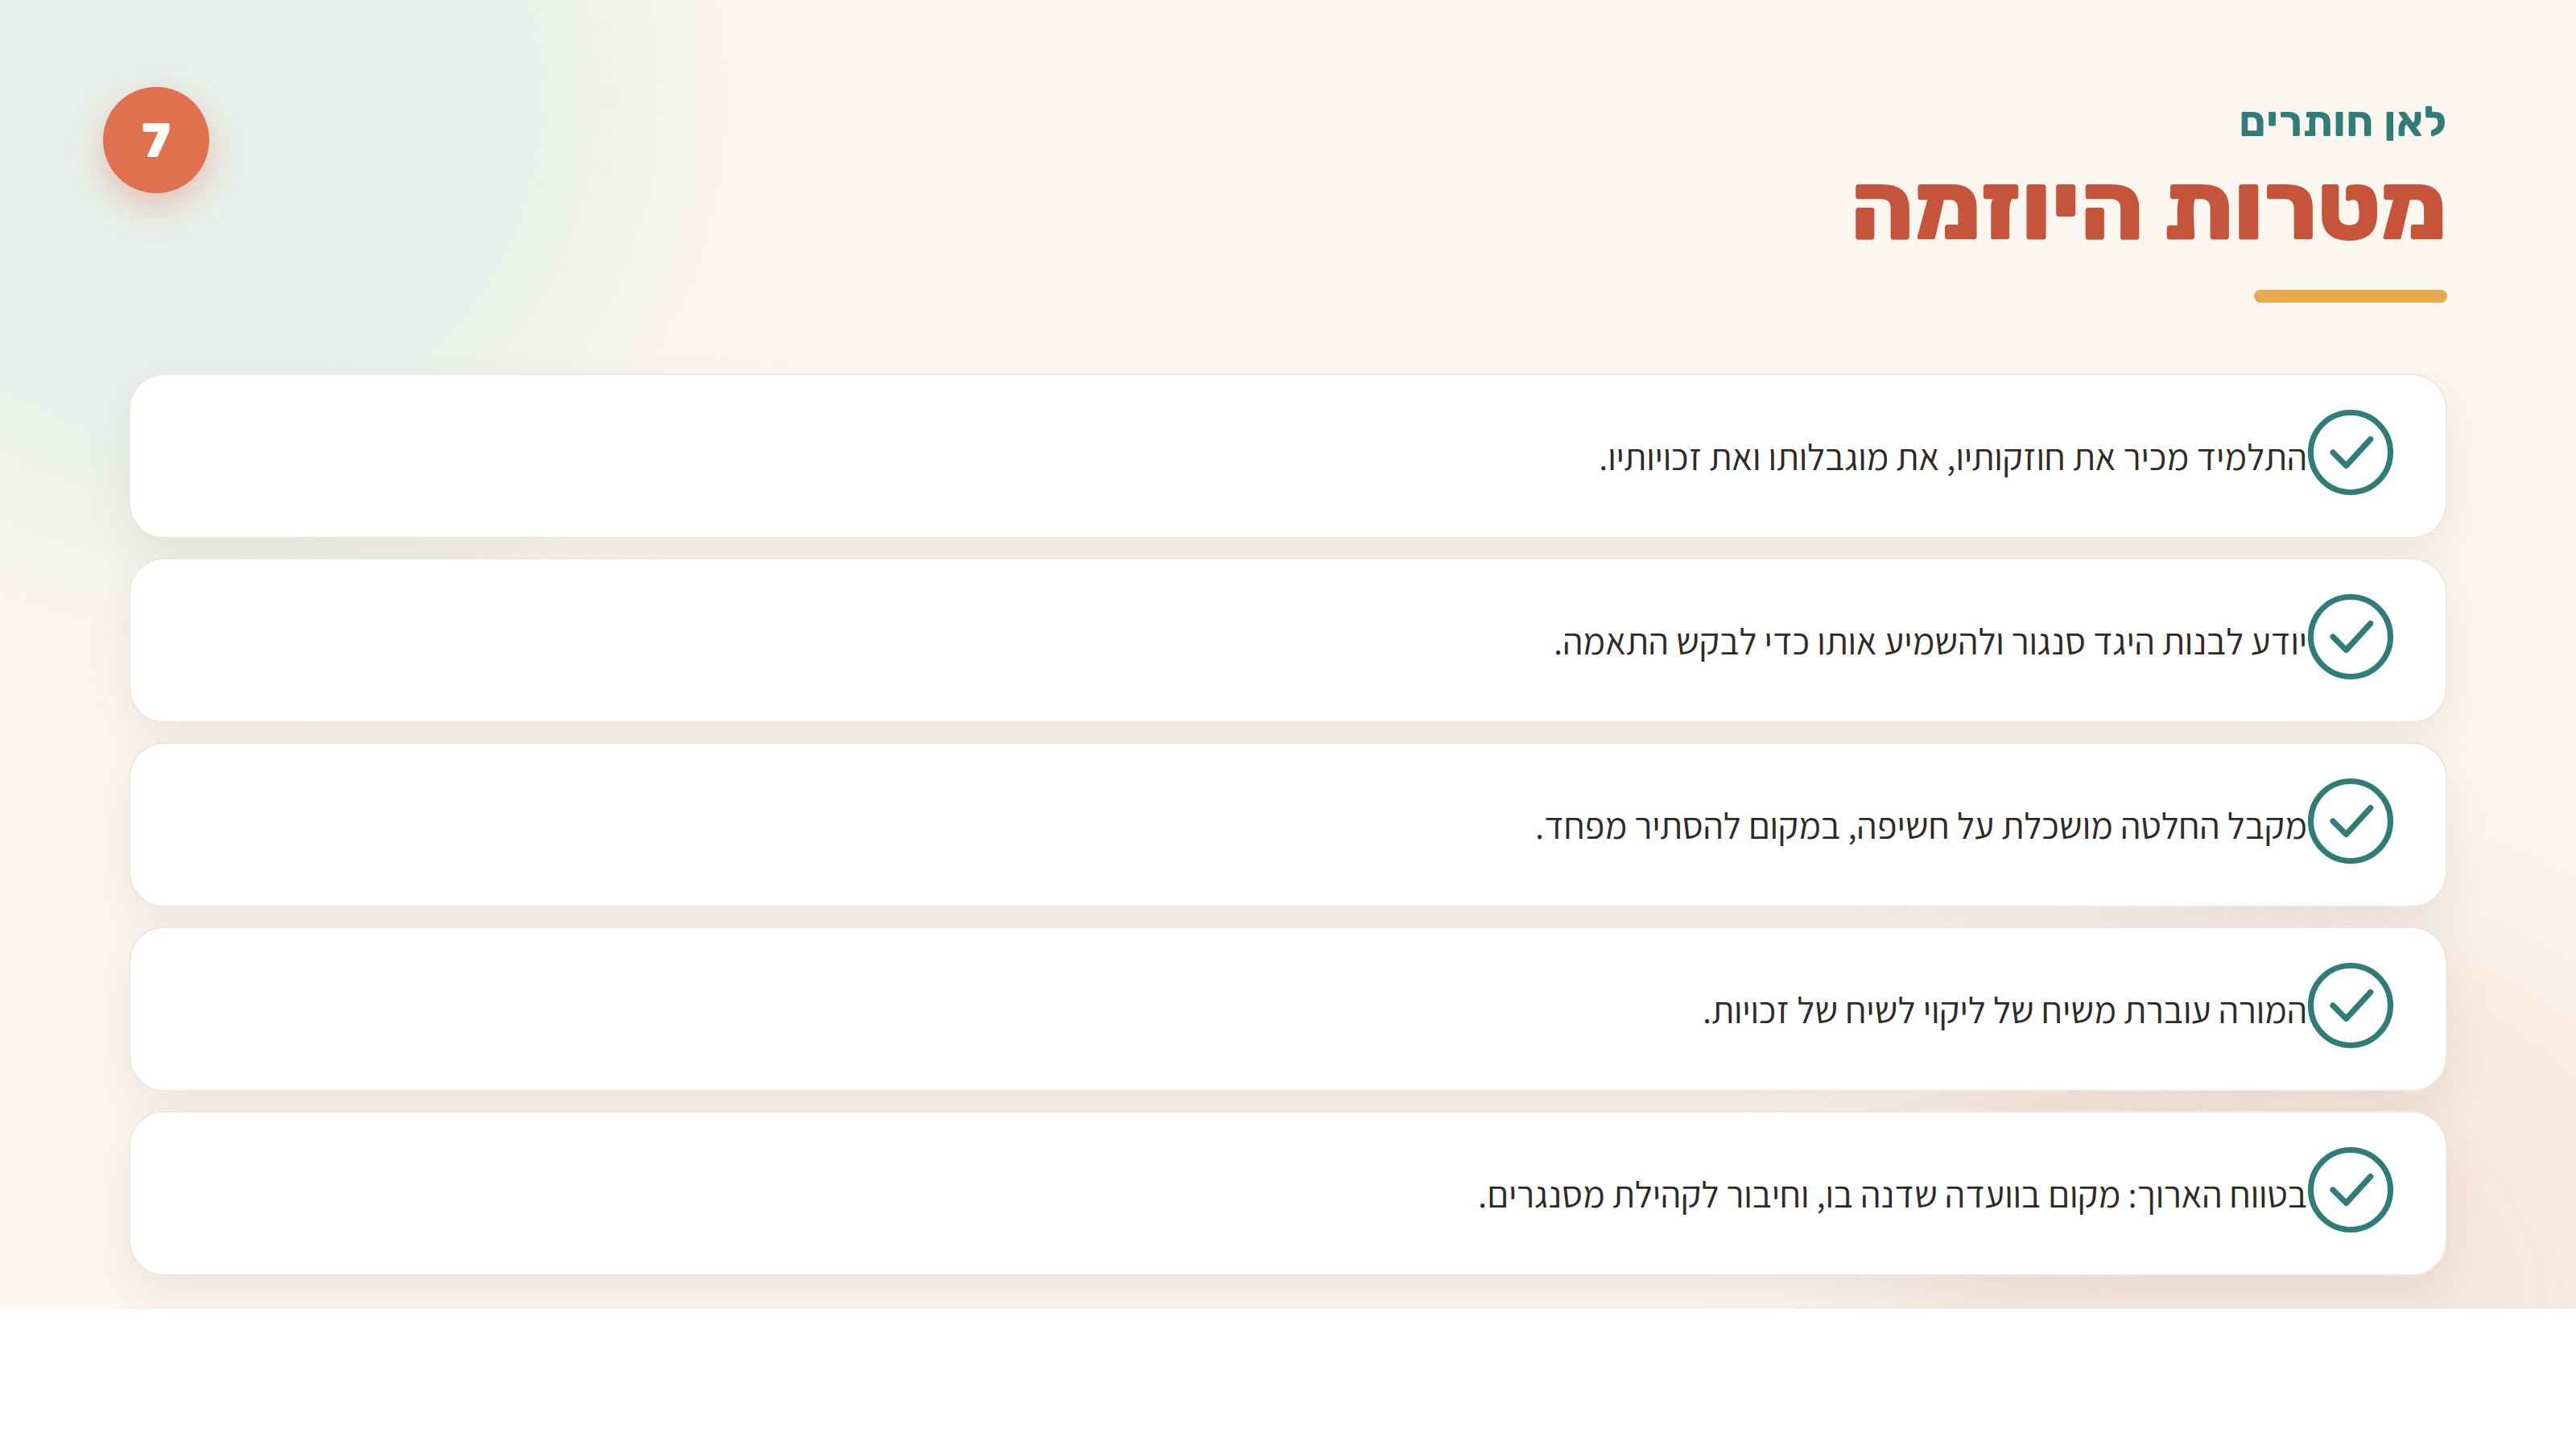 לאן חותרים
מטרות היוזמה
7
התלמיד מכיר את חוזקותיו, את מוגבלותו ואת זכויותיו.
יודע לבנות היגד סנגור ולהשמיע אותו כדי לבקש התאמה.
מקבל החלטה מושכלת על חשיפה, במקום להסתיר מפחד.
המורה עוברת משיח של ליקוי לשיח של זכויות.
בטווח הארוך: מקום בוועדה שדנה בו, וחיבור לקהילת מסנגרים.